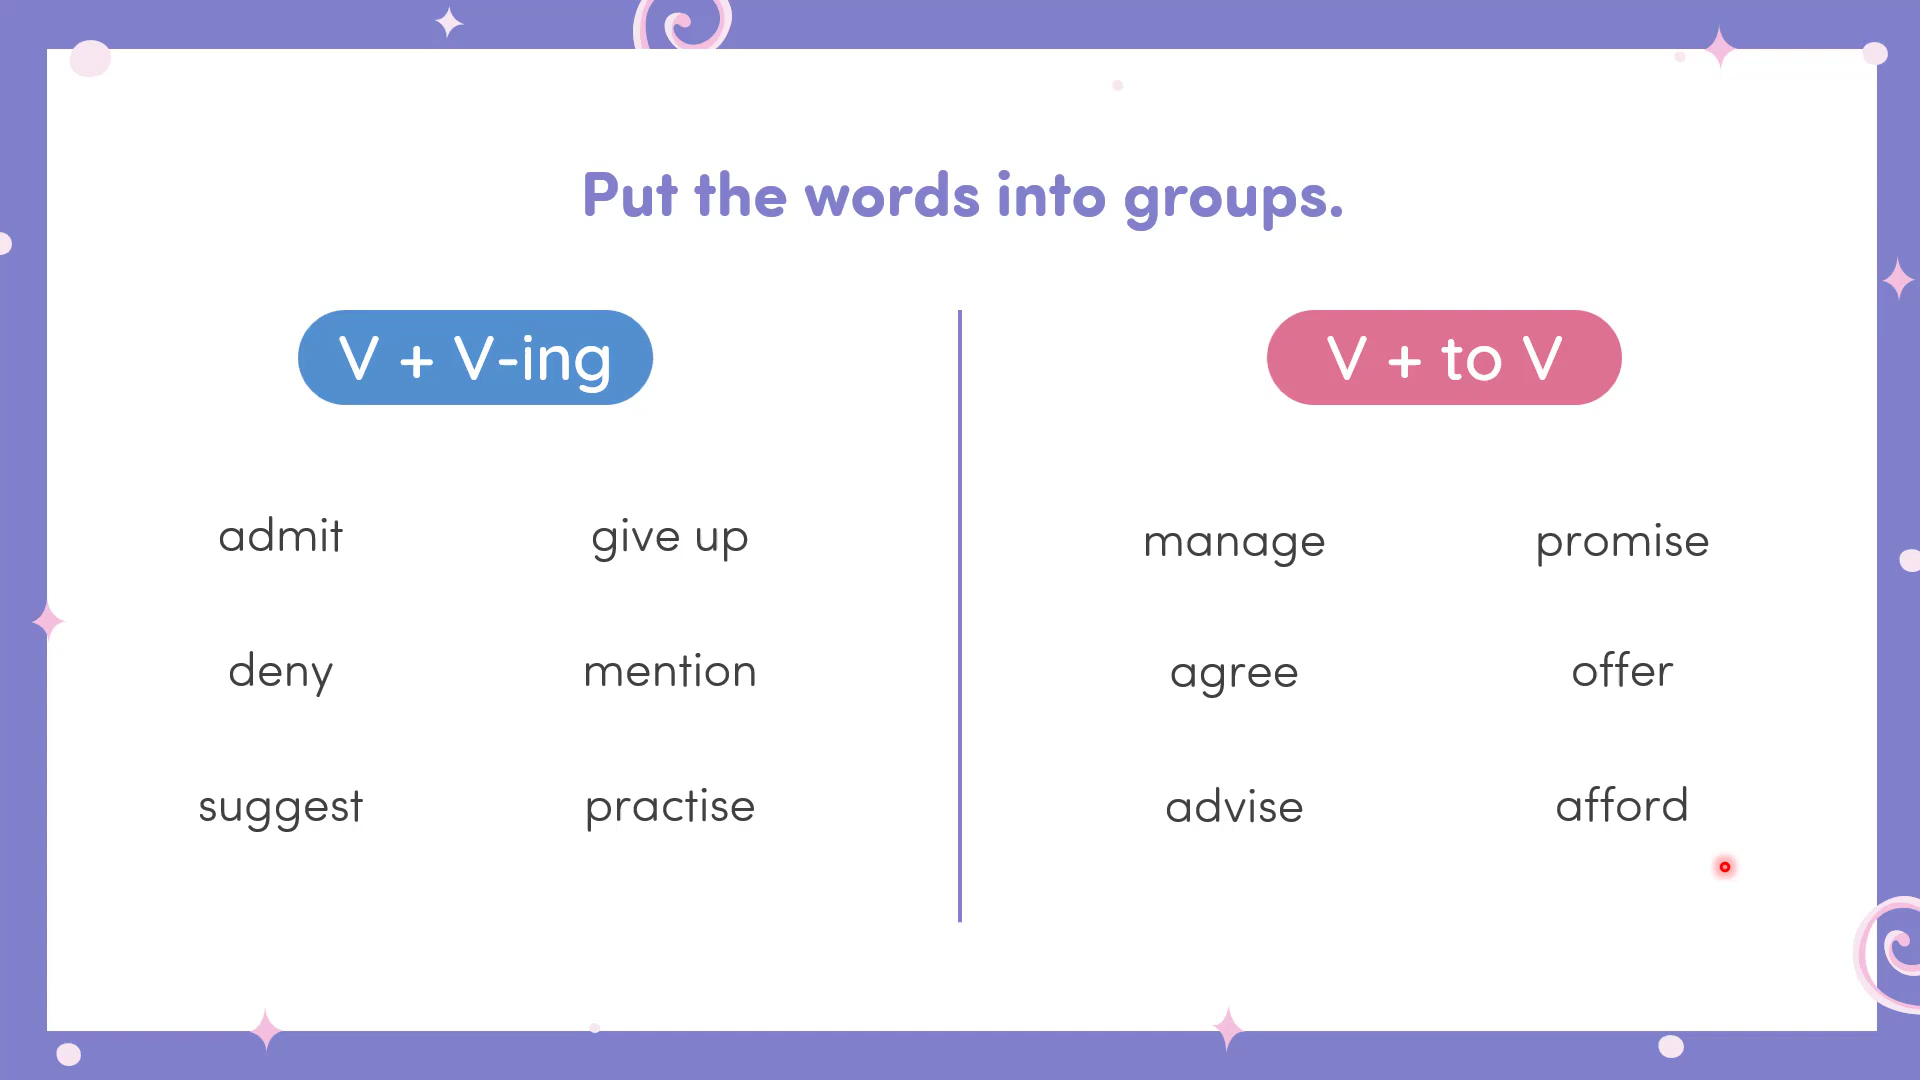 Put the words into groups.
V + V-ing
admit give up
deny mention
suggest practise
V + to V
manage promise
agree offer
advise afford